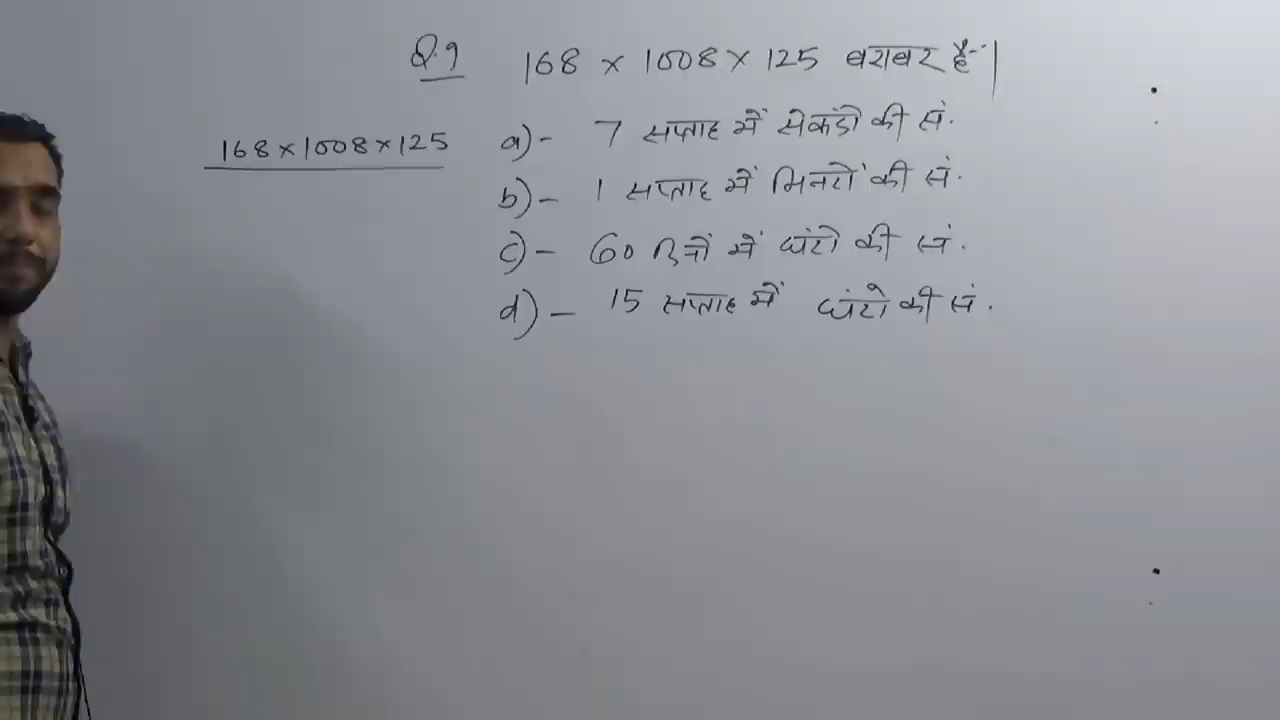 Q.9 168 × 1008 × 125 बराबर है--।
168×1008×125
a)- 7 सप्ताह में सेकंडो की सं.
b)- 1 सप्ताह में मिनटों की सं.
c)- 60 दिनों में घंटो की सं.
d)- 15 सप्ताह में घंटो की सं.